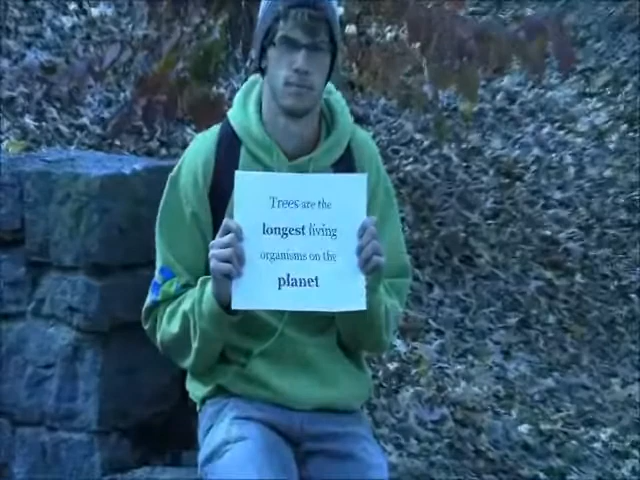 Trees are the
longest living
organisms on the
planet